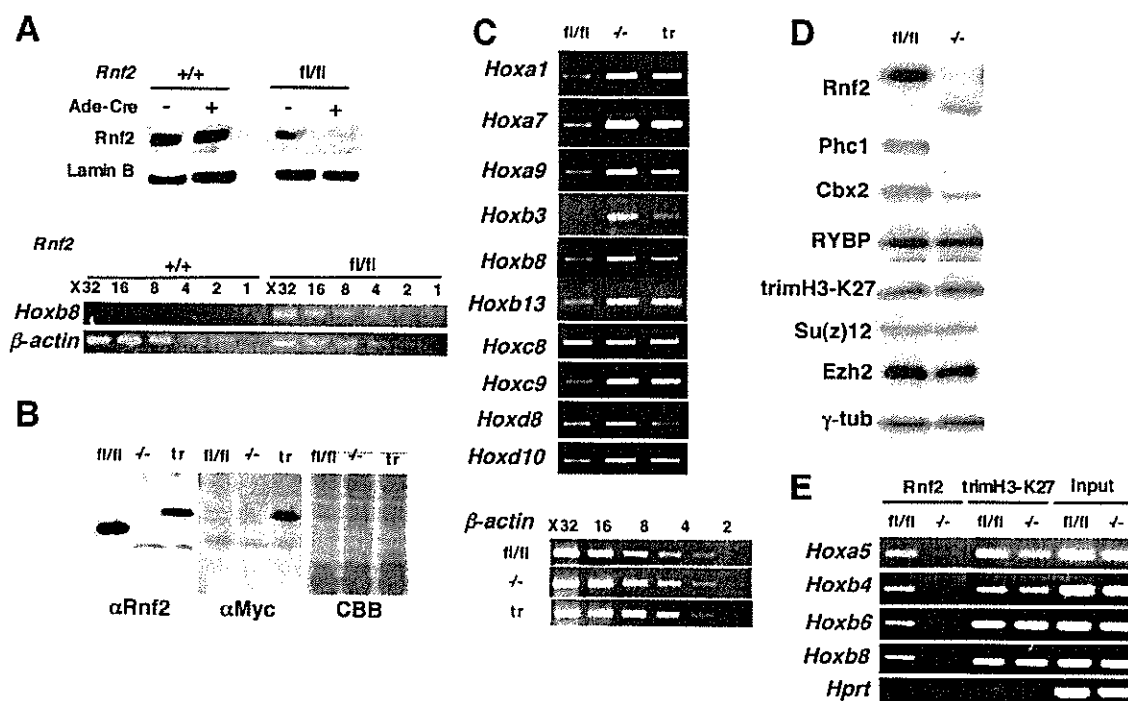 A
Rnf2 +/+ fl/fl
Ade-Cre - + - +
Rnf2
Lamin B
Rnf2
+/+ fl/fl
X32 16 8 4 2 1 X32 16 8 4 2 1
Hoxb8
β-actin
B
fl/fl -/- tr fl/fl -/- tr fl/fl -/- tr
αRnf2 αMyc CBB
C
fl/fl -/- tr
Hoxa1
Hoxa7
Hoxa9
Hoxb3
Hoxb8
Hoxb13
Hoxc8
Hoxc9
Hoxd8
Hoxd10
β-actin X32 16 8 4 2
fl/fl
-/-
tr
D
fl/fl -/-
Rnf2
Phc1
Cbx2
RYBP
trimH3-K27
Su(z)12
Ezh2
γ-tub
E
Rnf2 trimH3-K27 Input
fl/fl -/- fl/fl -/- fl/fl -/-
Hoxa5
Hoxb4
Hoxb6
Hoxb8
Hprt